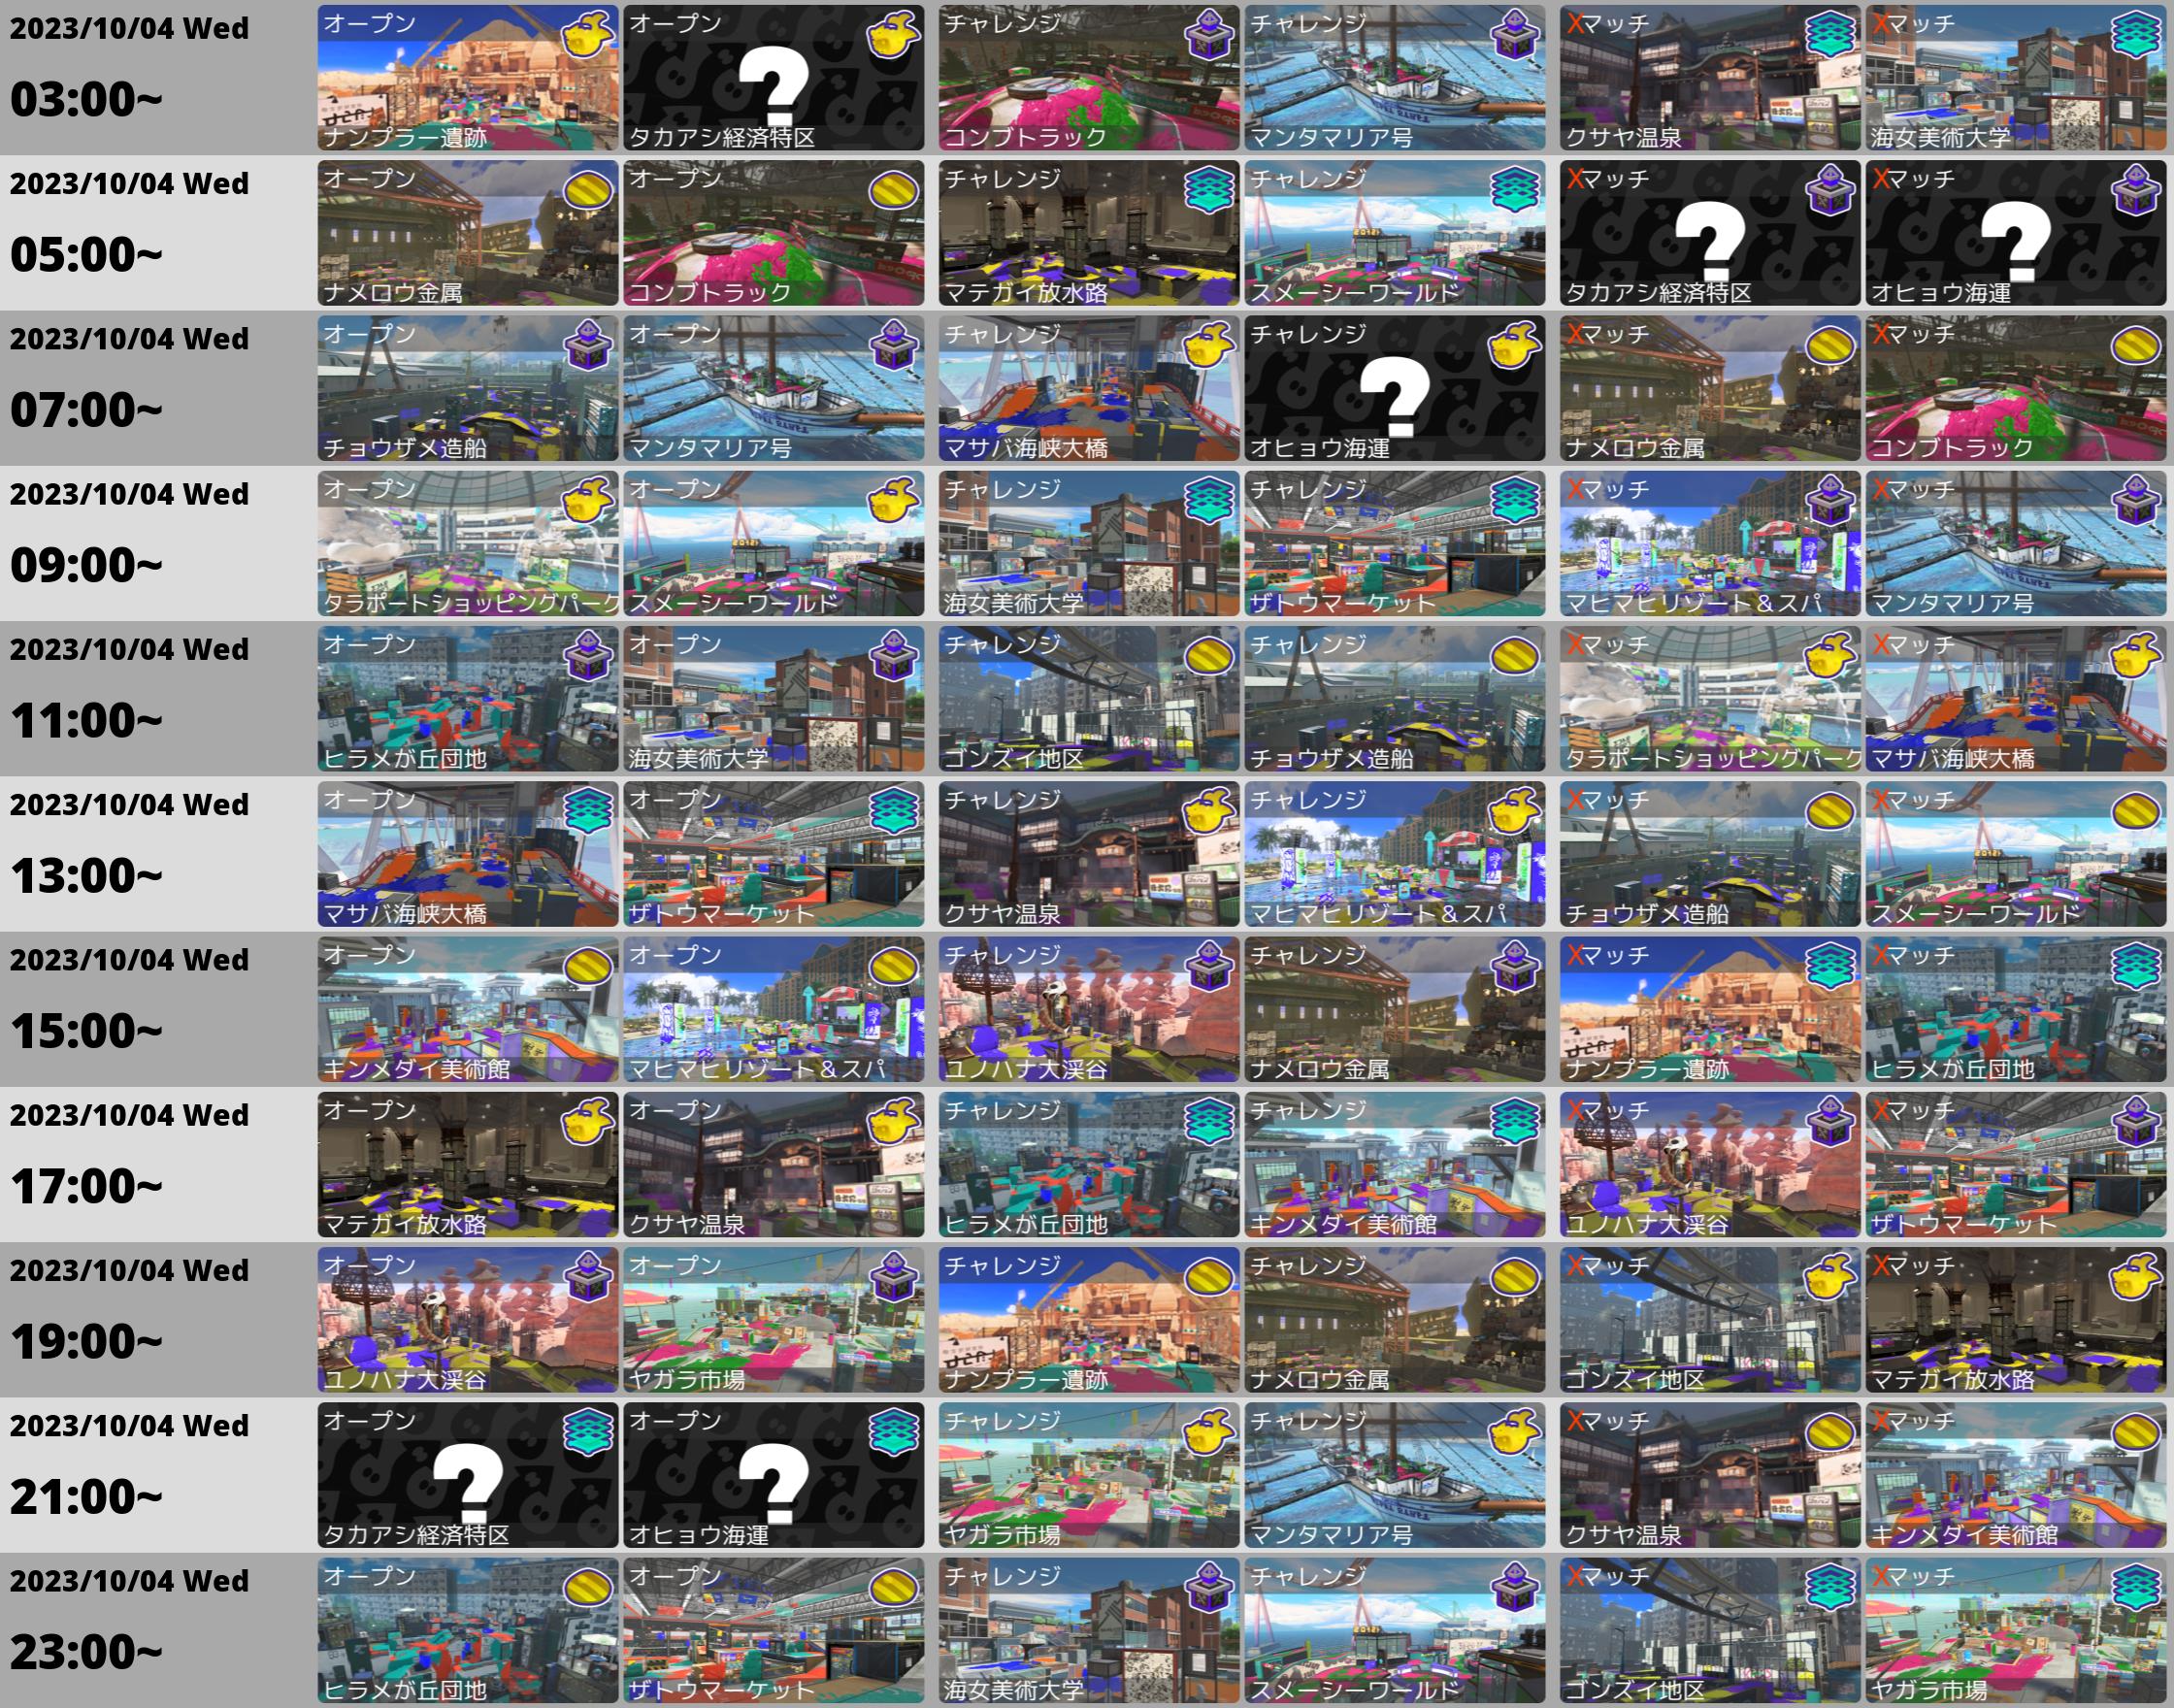 2023/10/04 Wed
03:00~
オープン
ナンプラー遺跡
オープン
タカアシ経済特区
チャレンジ
コンブトラック
チャレンジ
マンタマリア号
Xマッチ
クサヤ温泉
Xマッチ
海女美術大学
2023/10/04 Wed
05:00~
オープン
ナメロウ金属
オープン
コンブトラック
チャレンジ
マテガイ放水路
チャレンジ
スメーシーワールド
Xマッチ
タカアシ経済特区
Xマッチ
オヒョウ海運
2023/10/04 Wed
07:00~
オープン
チョウザメ造船
オープン
マンタマリア号
チャレンジ
マサバ海峡大橋
チャレンジ
オヒョウ海運
Xマッチ
ナメロウ金属
Xマッチ
コンブトラック
2023/10/04 Wed
09:00~
オープン
タラポートショッピングパーク
オープン
スメーシーワールド
チャレンジ
海女美術大学
チャレンジ
ザトウマーケット
Xマッチ
マヒマヒリゾート&スパ
Xマッチ
マンタマリア号
2023/10/04 Wed
11:00~
オープン
ヒラメが丘団地
オープン
海女美術大学
チャレンジ
ゴンズイ地区
チャレンジ
チョウザメ造船
Xマッチ
タラポートショッピングパーク
Xマッチ
マサバ海峡大橋
2023/10/04 Wed
13:00~
オープン
マサバ海峡大橋
オープン
ザトウマーケット
チャレンジ
クサヤ温泉
チャレンジ
マヒマヒリゾート&スパ
Xマッチ
チョウザメ造船
Xマッチ
スメーシーワールド
2023/10/04 Wed
15:00~
オープン
キンメダイ美術館
オープン
マヒマヒリゾート&スパ
チャレンジ
ユノハナ大渓谷
チャレンジ
ナメロウ金属
Xマッチ
ナンプラー遺跡
Xマッチ
ヒラメが丘団地
2023/10/04 Wed
17:00~
オープン
マテガイ放水路
オープン
クサヤ温泉
チャレンジ
ヒラメが丘団地
チャレンジ
キンメダイ美術館
Xマッチ
ユノハナ大渓谷
Xマッチ
ザトウマーケット
2023/10/04 Wed
19:00~
オープン
ユノハナ大渓谷
オープン
ヤガラ市場
チャレンジ
ナンプラー遺跡
チャレンジ
ナメロウ金属
Xマッチ
ゴンズイ地区
Xマッチ
マテガイ放水路
2023/10/04 Wed
21:00~
オープン
タカアシ経済特区
オープン
オヒョウ海運
チャレンジ
ヤガラ市場
チャレンジ
マンタマリア号
Xマッチ
クサヤ温泉
Xマッチ
キンメダイ美術館
2023/10/04 Wed
23:00~
オープン
ヒラメが丘団地
オープン
ザトウマーケット
チャレンジ
海女美術大学
チャレンジ
スメーシーワールド
Xマッチ
ゴンズイ地区
Xマッチ
ヤガラ市場